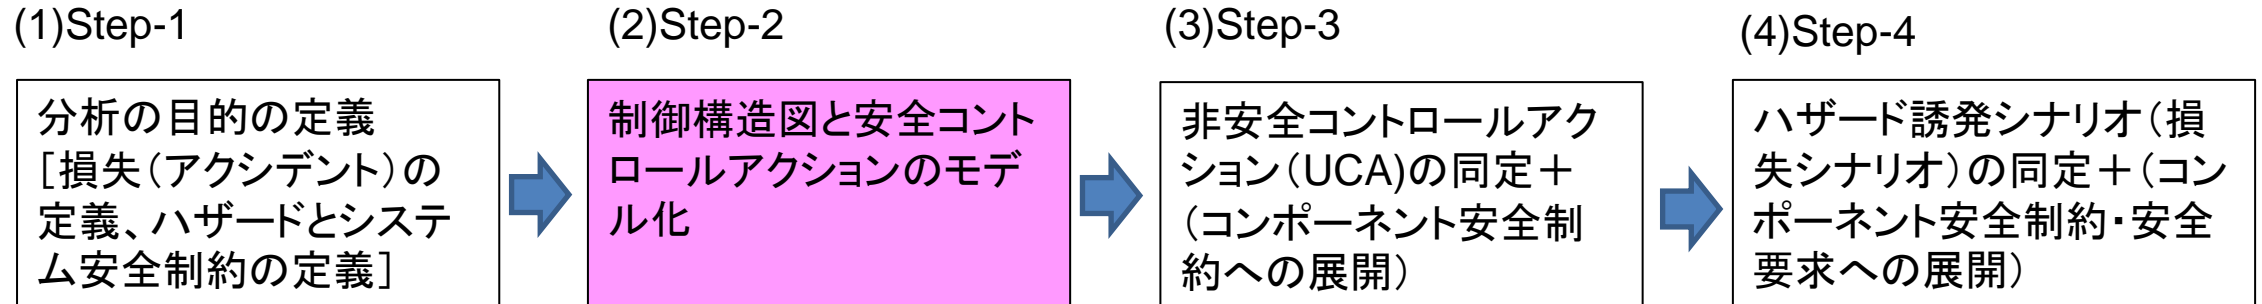 (1)Step-1
分析の目的の定義
[損失(アクシデント)の
定義、ハザードとシステ
ム安全制約の定義]
(2)Step-2
制御構造図と安全コント
ロールアクションのモデ
ル化
(3)Step-3
非安全コントロールアク
ション(UCA)の同定+
(コンポーネント安全制
約への展開)
(4)Step-4
ハザード誘発シナリオ(損
失シナリオ)の同定+(コン
ポーネント安全制約・安全
要求への展開)